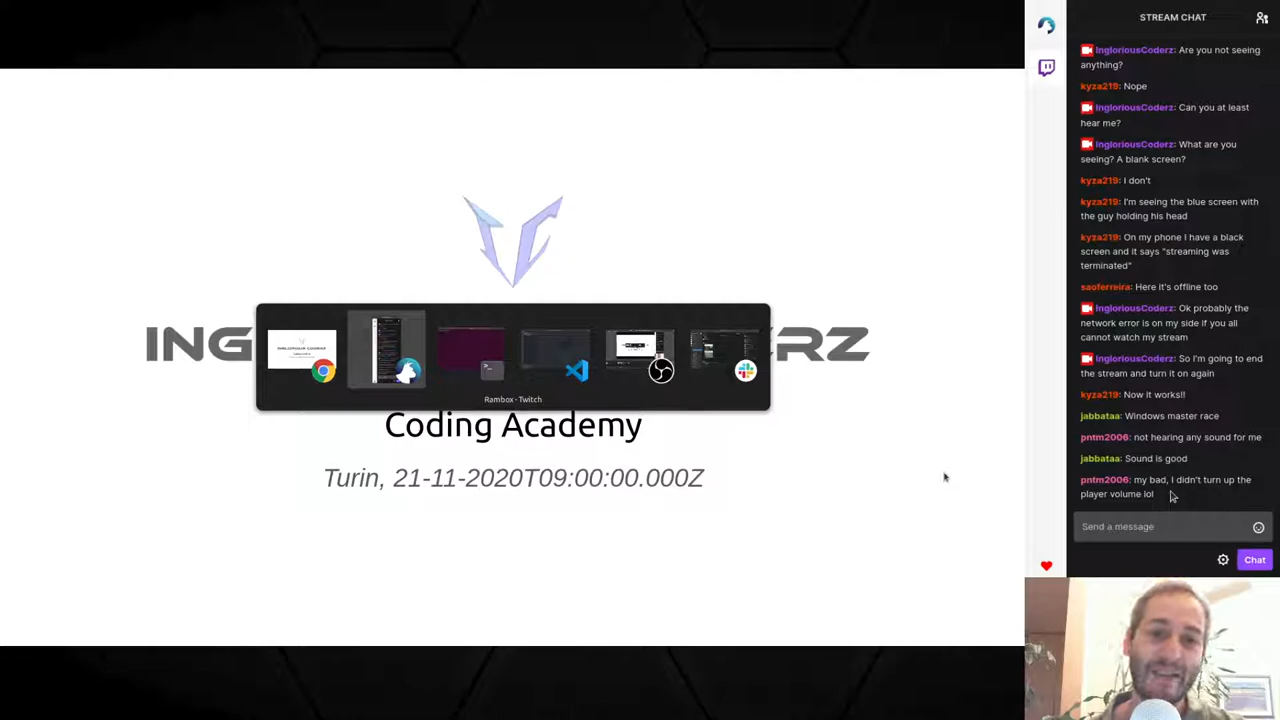 STREAM CHAT
IngloriousCoderz: Are you not seeing
anything?
kyza219: Nope
IngloriousCoderz: Can you at least
hear me?
IngloriousCoderz: What are you
seeing? A blank screen?
kyza219: I don't
kyza219: I'm seeing the blue screen with
the guy holding his head
kyza219: On my phone I have a black
screen and it says "streaming was
terminated"
saoferreira: Here it's offline too
IngloriousCoderz: Ok probably the
network error is on my side if you all
cannot watch my stream
IngloriousCoderz: So I'm going to end
the stream and turn it on again
kyza219: Now it works!!
jabbataa: Windows master race
pntm2006: not hearing any sound for me
jabbataa: Sound is good
pntm2006: my bad, I didn't turn up the
player volume lol
Send a message
Chat
ING ERZ
Rambox - Twitch
Coding Academy
Turin, 21-11-2020T09:00:00.000Z